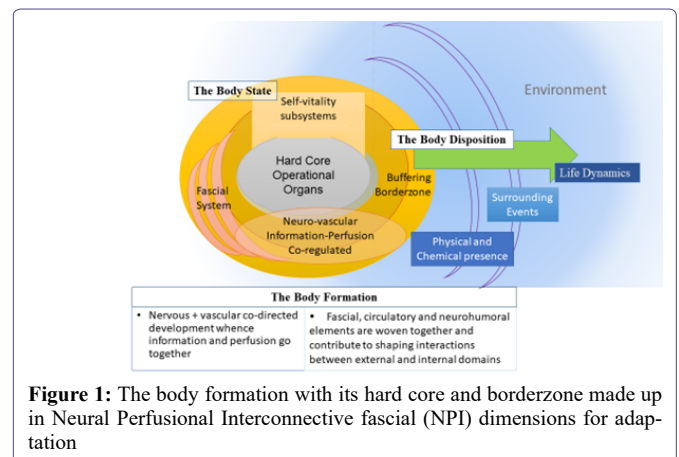 The Body State
Self-vitality
subsystems
Environment
The Body Disposition
Hard Core
Operational
Organs
Life Dynamics
Buffering
Borderzone
Fascial
System
Surrounding
Events
Neuro-vascular
Information-Perfusion
Co-regulated
Physical and
Chemical presence
The Body Formation
• Nervous + vascular co-directed
development whence
information and perfusion go
together
• Fascial, circulatory and neurohumoral
elements are woven together and
contribute to shaping interactions
between external and internal domains
Figure 1: The body formation with its hard core and borderzone made up
in Neural Perfusional Interconnective fascial (NPI) dimensions for adap-
tation